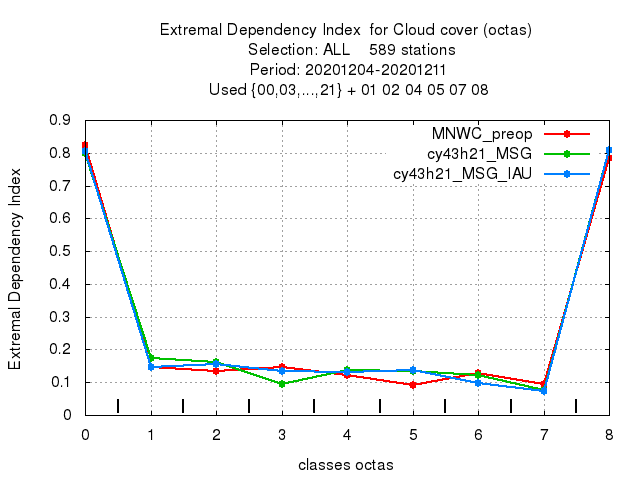 Extremal Dependency Index  for Cloud cover (octas)
Selection: ALL    589 stations
Period: 20201204-20201211
Used {00,03,...,21} + 01 02 04 05 07 08
Extremal Dependency Index
0.9
0.8
0.7
0.6
0.5
0.4
0.3
0.2
0.1
0
MNWC_preop
cy43h21_MSG
cy43h21_MSG_IAU
0 1 2 3 4 5 6 7 8
classes octas